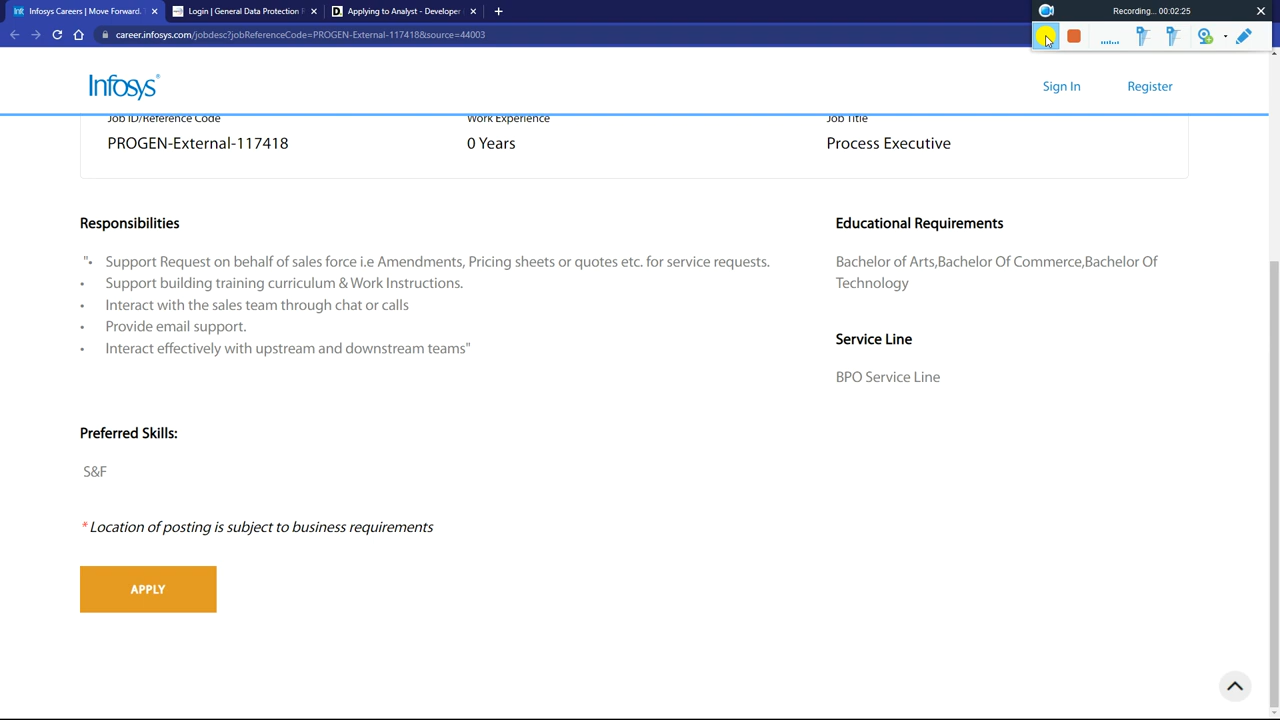 Infosys Careers | Move Forward.
Login | General Data Protection R
Applying to Analyst - Developer
Recording... 00:02:25
career.infosys.com/jobdesc?jobReferenceCode=PROGEN-External-117418&source=44003
Infosys®
Sign In
Register
Job ID/Reference Code
Work Experience
Job Title
PROGEN-External-117418
0 Years
Process Executive
Responsibilities
Educational Requirements
"• Support Request on behalf of sales force i.e Amendments, Pricing sheets or quotes etc. for service requests.
• Support building training curriculum & Work Instructions.
• Interact with the sales team through chat or calls
• Provide email support.
• Interact effectively with upstream and downstream teams"
Bachelor of Arts,Bachelor Of Commerce,Bachelor Of
Technology
Service Line
BPO Service Line
Preferred Skills:
S&F
* Location of posting is subject to business requirements
APPLY